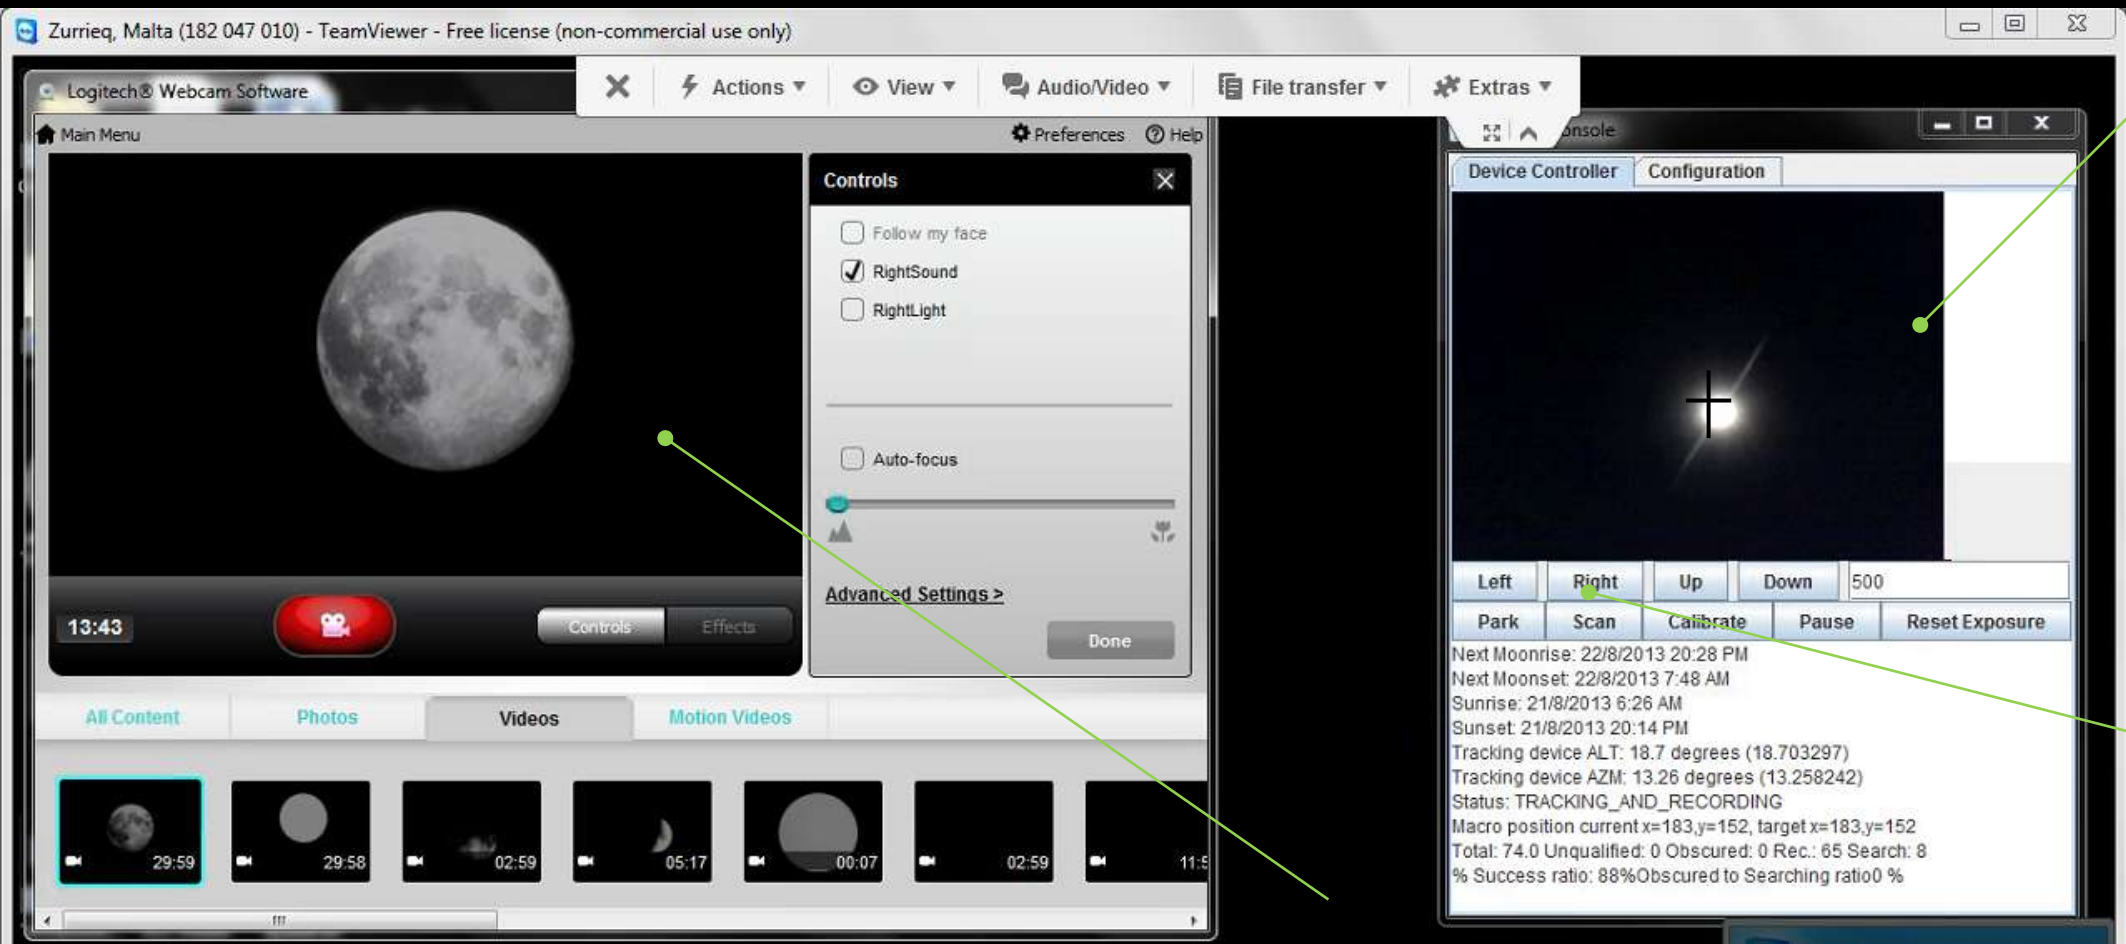 Zurrieq, Malta (182 047 010) - TeamViewer - Free license (non-commercial use only)
Logitech® Webcam Software
Actions View Audio/Video File transfer Extras
Main Menu
Preferences Help
Controls
Follow my face
RightSound
RightLight
Auto-focus
Advanced Settings >
Done
13:43
Controls Effects
All Content Photos Videos Motion Videos
29:59 29:58 02:59 05:17 00:07 02:59
Device Controller Configuration
Left Right Up Down 500
Park Scan Calibrate Pause Reset Exposure
Next Moonrise: 22/8/2013 20:28 PM
Next Moonset: 22/8/2013 7:48 AM
Sunrise: 21/8/2013 6:26 AM
Sunset: 21/8/2013 20:14 PM
Tracking device ALT: 18.7 degrees (18.703297)
Tracking device AZM: 13.26 degrees (13.258242)
Status: TRACKING_AND_RECORDING
Macro position current x=183,y=152, target x=183,y=152
Total: 74.0 Unqualified: 0 Obscured: 0 Rec.: 65 Search: 8
% Success ratio: 88%Obscured to Searching ratio0 %